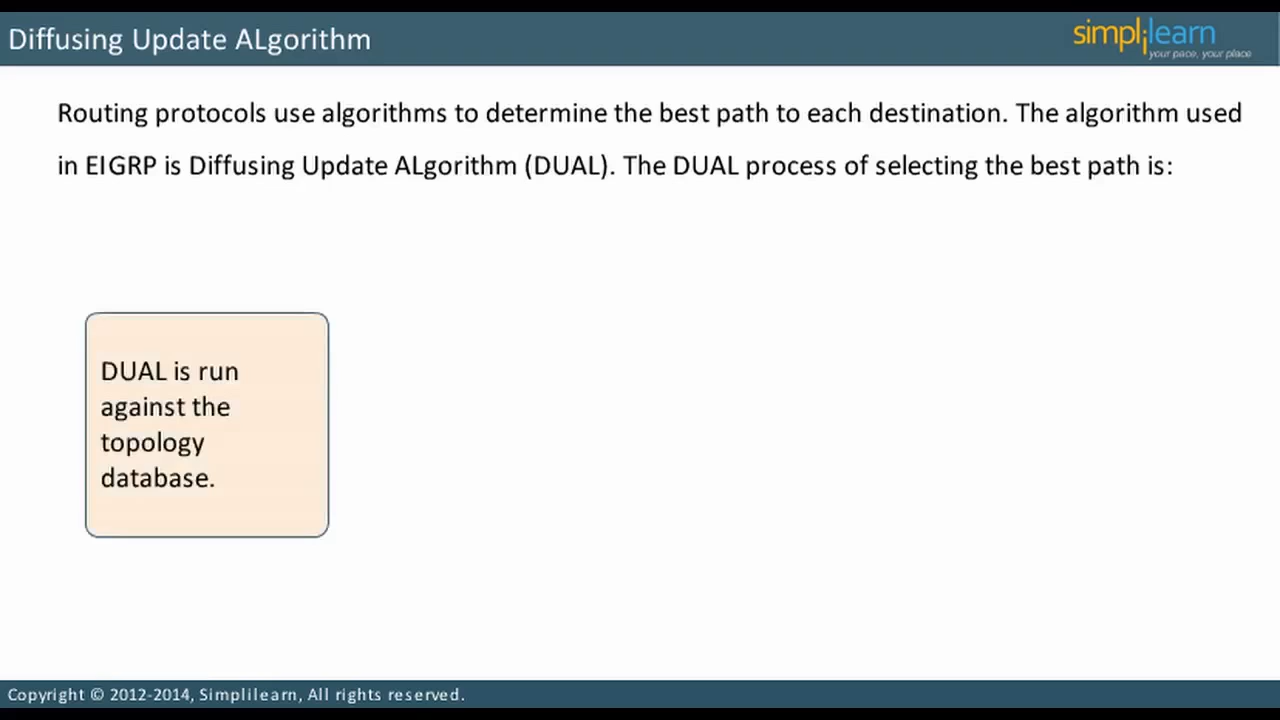 Diffusing Update ALgorithm
simplilearn
your pace, your place
Routing protocols use algorithms to determine the best path to each destination. The algorithm used
in EIGRP is Diffusing Update ALgorithm (DUAL). The DUAL process of selecting the best path is:
DUAL is run
against the
topology
database.
Copyright © 2012-2014, Simplilearn, All rights reserved.